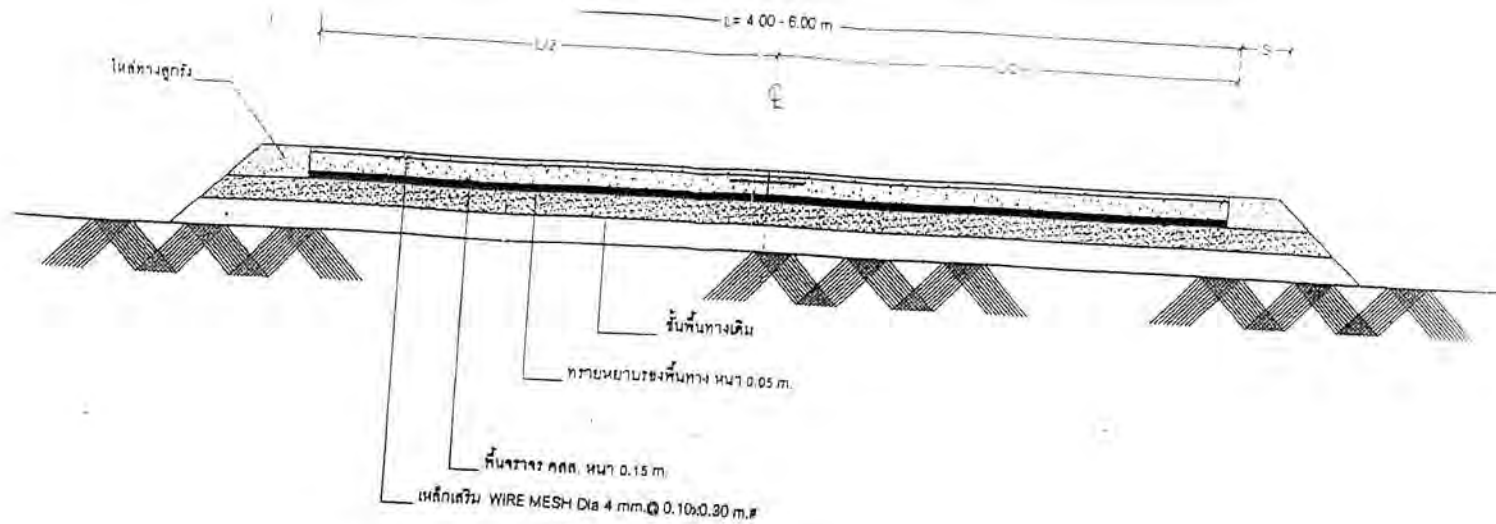 L= 4.00 - 6.00 m
L/2
S
ไหล่ทางลูกรัง
ชั้นพื้นทางเดิม
ทรายหยาบรองพื้นทาง หนา 0.05 m.
พื้นจราจร คสล. หนา 0.15 m.
เหล็กเสริม WIRE MESH Dia 4 mm.@ 0.10x0.30 m.#